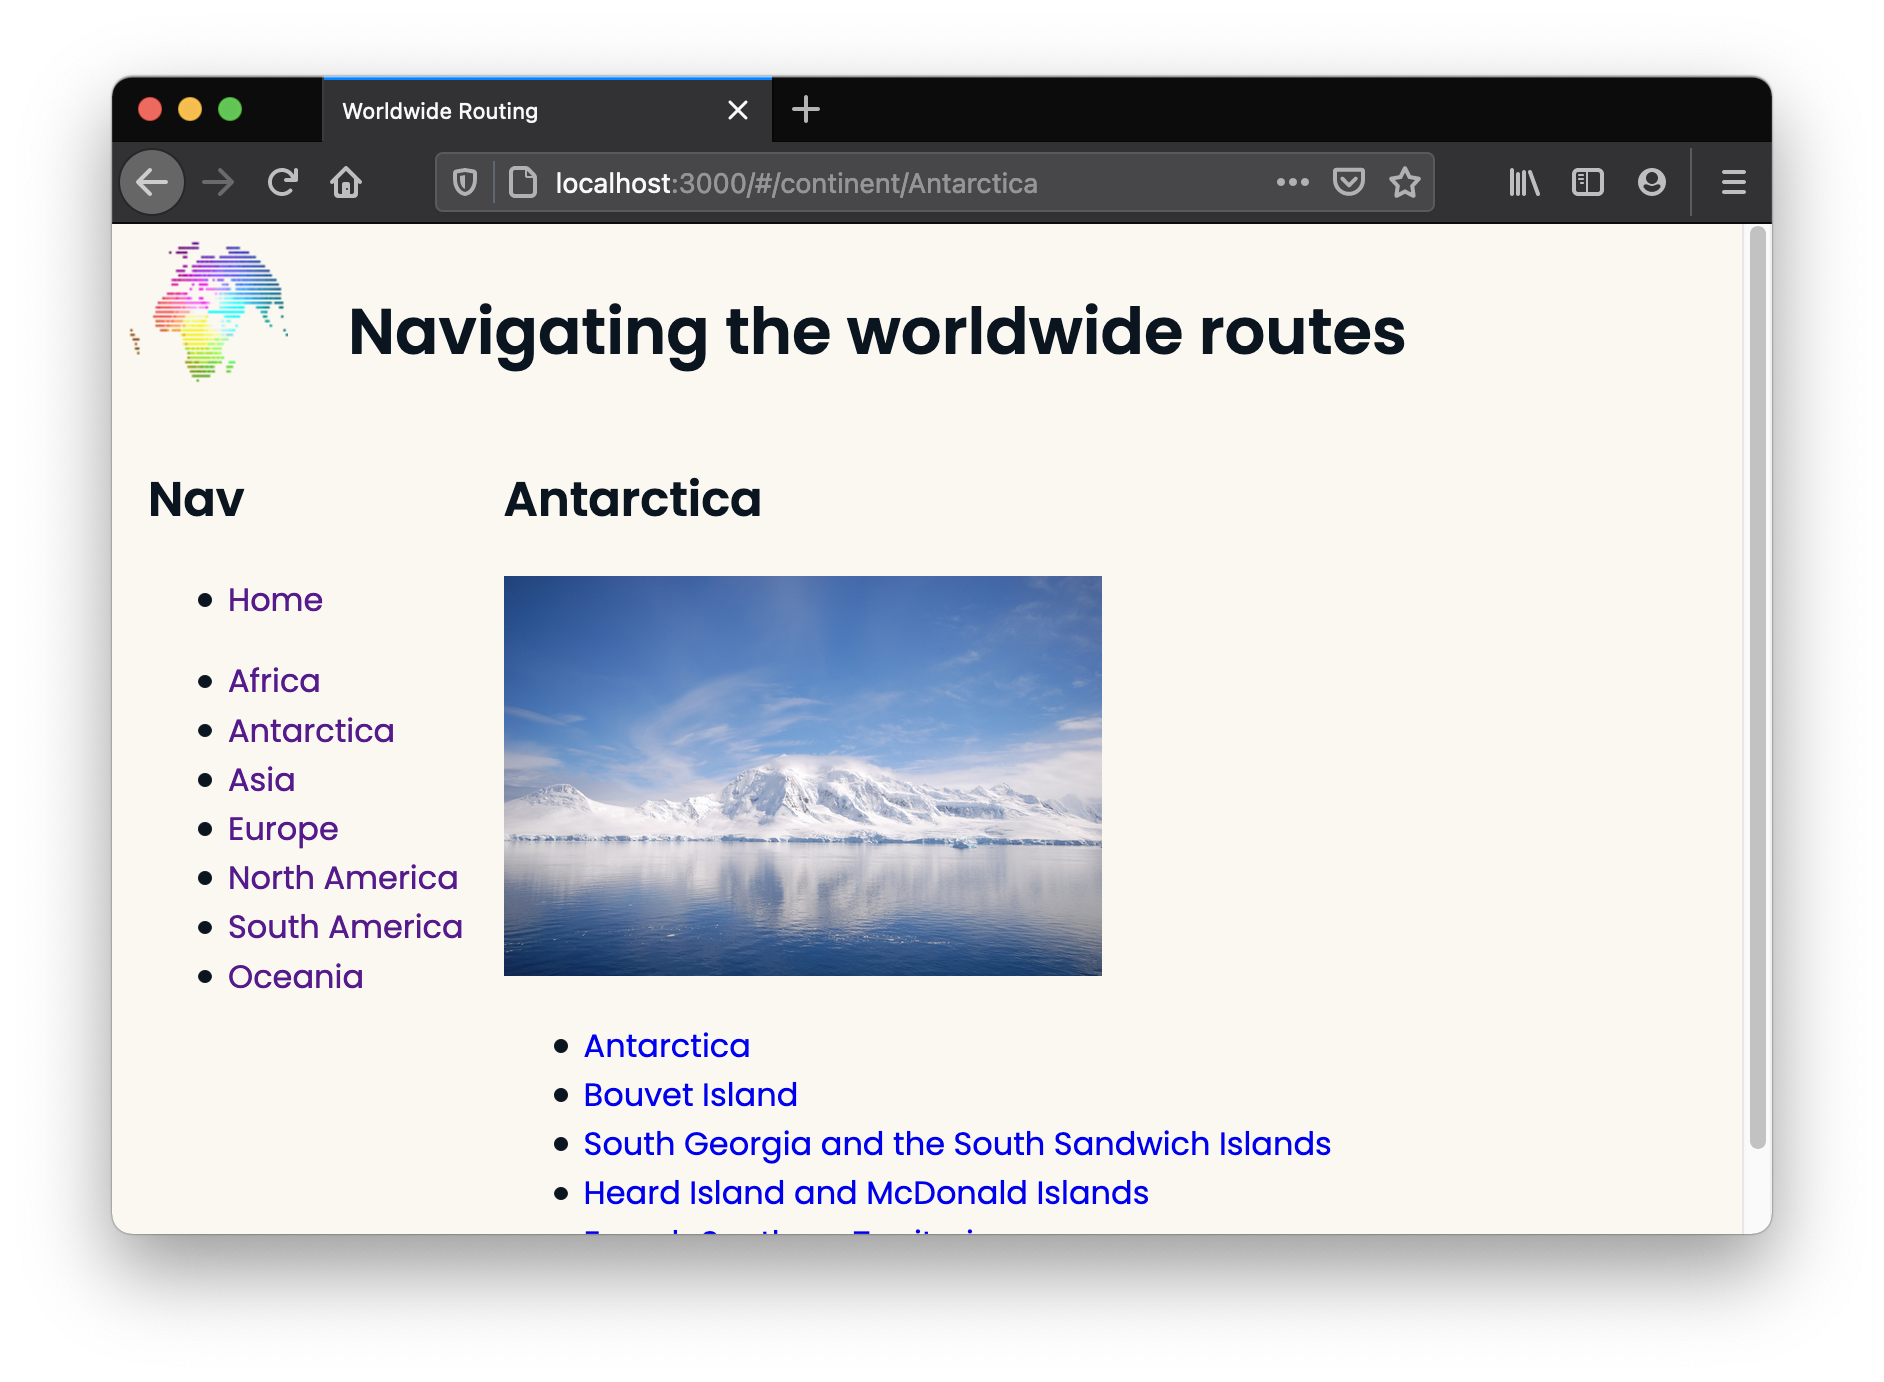 Worldwide Routing
localhost:3000/#/continent/Antarctica
Navigating the worldwide routes
Nav
Home
Africa
Antarctica
Asia
Europe
North America
South America
Oceania
Antarctica
Antarctica
Bouvet Island
South Georgia and the South Sandwich Islands
Heard Island and McDonald Islands